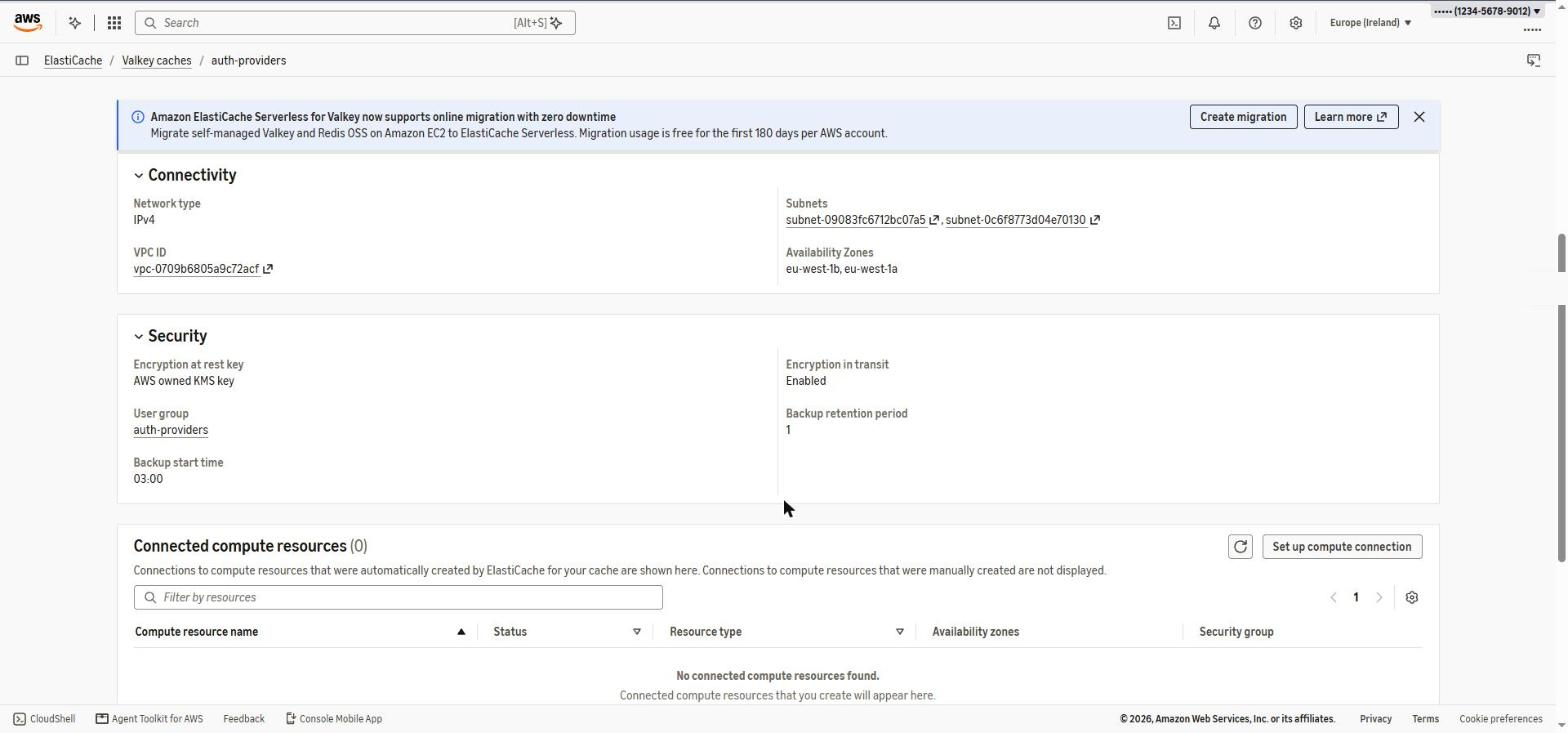 aws
Search [Alt+S]
••••• (1234-5678-9012) ▼
Europe (Ireland) ▼
•••••
ElastiCache / Valkey caches / auth-providers
Amazon ElastiCache Serverless for Valkey now supports online migration with zero downtime
Migrate self-managed Valkey and Redis OSS on Amazon EC2 to ElastiCache Serverless. Migration usage is free for the first 180 days per AWS account.
Create migration
Learn more
Connectivity
Network type
IPv4
VPC ID
vpc-0709b6805a9c72acf
Subnets
subnet-09083fc6712bc07a5 , subnet-0c6f8773d04e70130
Availability Zones
eu-west-1b, eu-west-1a
Security
Encryption at rest key
AWS owned KMS key
User group
auth-providers
Backup start time
03:00
Encryption in transit
Enabled
Backup retention period
1
Connected compute resources (0)
Set up compute connection
Connections to compute resources that were automatically created by ElastiCache for your cache are shown here. Connections to compute resources that were manually created are not displayed.
Filter by resources
1
Compute resource name Status Resource type Availability zones Security group
No connected compute resources found.
Connected compute resources that you create will appear here.
CloudShell Agent Toolkit for AWS Feedback Console Mobile App © 2026, Amazon Web Services, Inc. or its affiliates. Privacy Terms Cookie preferences